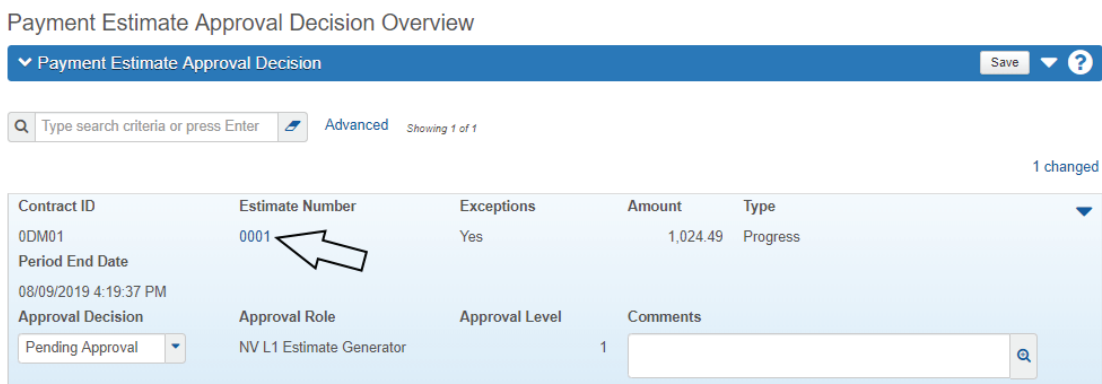 Payment Estimate Approval Decision Overview
Payment Estimate Approval Decision
Save
?
Type search criteria or press Enter
Advanced
Showing 1 of 1
1 changed
Contract ID Estimate Number Exceptions Amount Type
0DM01 0001 Yes 1,024.49 Progress
Period End Date
08/09/2019 4:19:37 PM
Approval Decision Approval Role Approval Level Comments
Pending Approval NV L1 Estimate Generator 1